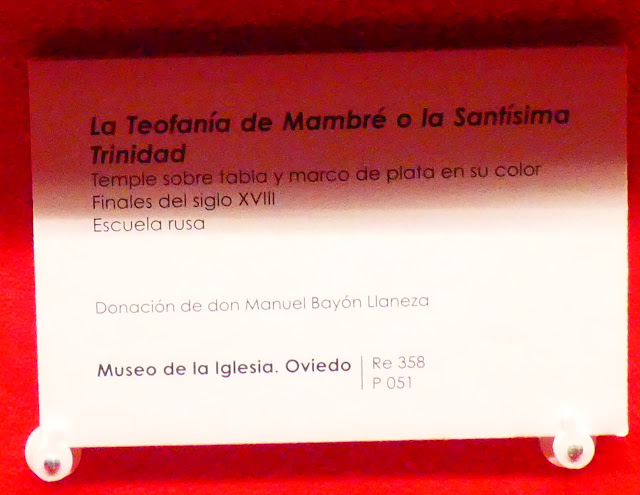 La Teofanía de Mambré o la Santísima
Trinidad
Temple sobre tabla y marco de plata en su color
Finales del siglo XVIII
Escuela rusa
Donación de don Manuel Bayón Llaneza
Museo de la Iglesia. Oviedo
Re 358
P 051